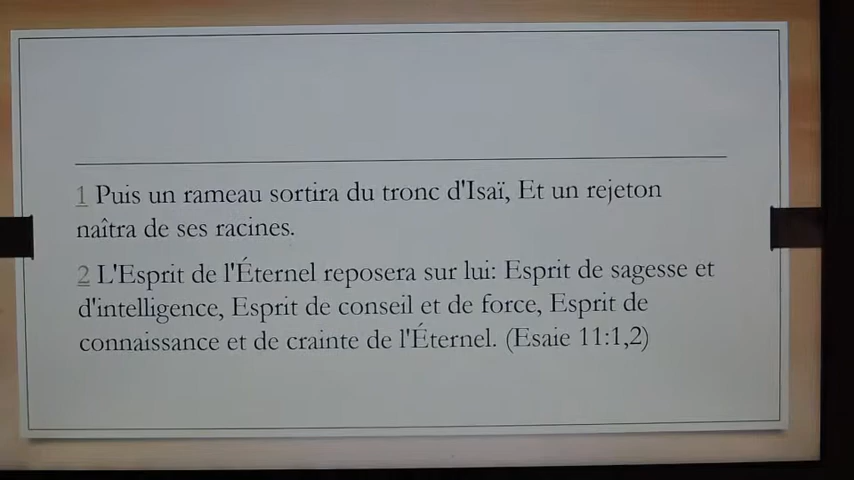 1 Puis un rameau sortira du tronc d'Isaï, Et un rejeton
naîtra de ses racines.
2 L'Esprit de l'Éternel reposera sur lui: Esprit de sagesse et
d'intelligence, Esprit de conseil et de force, Esprit de
connaissance et de crainte de l'Éternel. (Esaie 11:1,2)